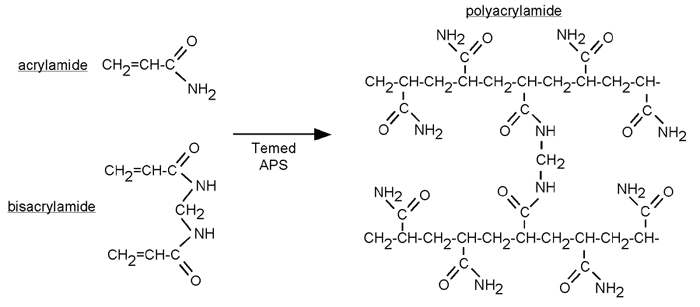 acrylamide
CH2=CH-C
O
NH2
bisacrylamide
CH2=CH-C
O
NH
CH2
NH
CH2=CH-C
O
Temed
APS
polyacrylamide
NH2 O NH2 O
C C
CH2-CH-CH2-CH-CH2-CH-CH2-CH-CH2-CH-
C C C
O NH2 O NH O NH2
CH2
NH2 O O NH NH2 O
C C C
CH2-CH-CH2-CH-CH2-CH-CH2-CH-CH2-CH-
C C
O NH2 O NH2